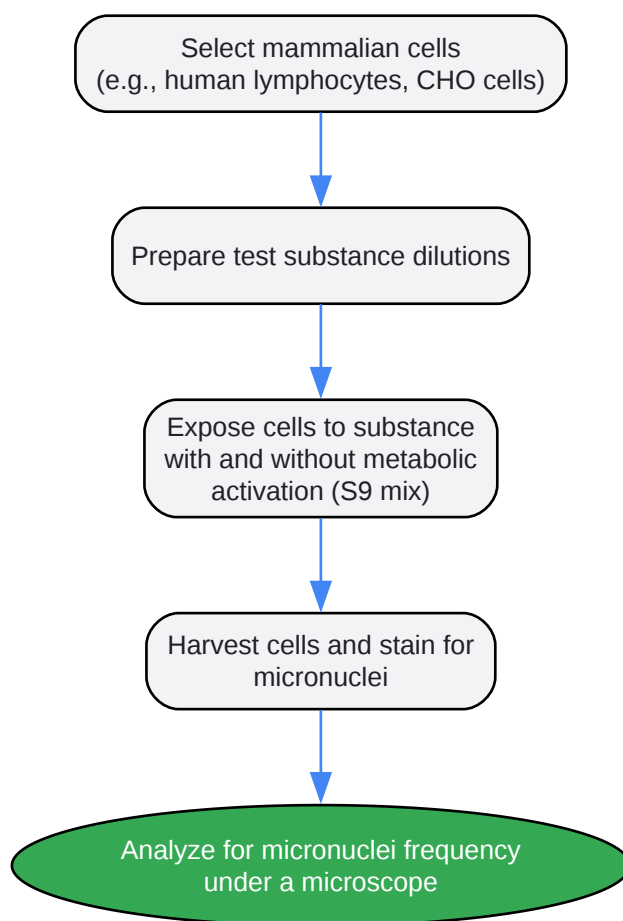 Select mammalian cells
(e.g., human lymphocytes, CHO cells)
Prepare test substance dilutions
Expose cells to substance
with and without metabolic
activation (S9 mix)
Harvest cells and stain for
micronuclei
Analyze for micronuclei frequency
under a microscope